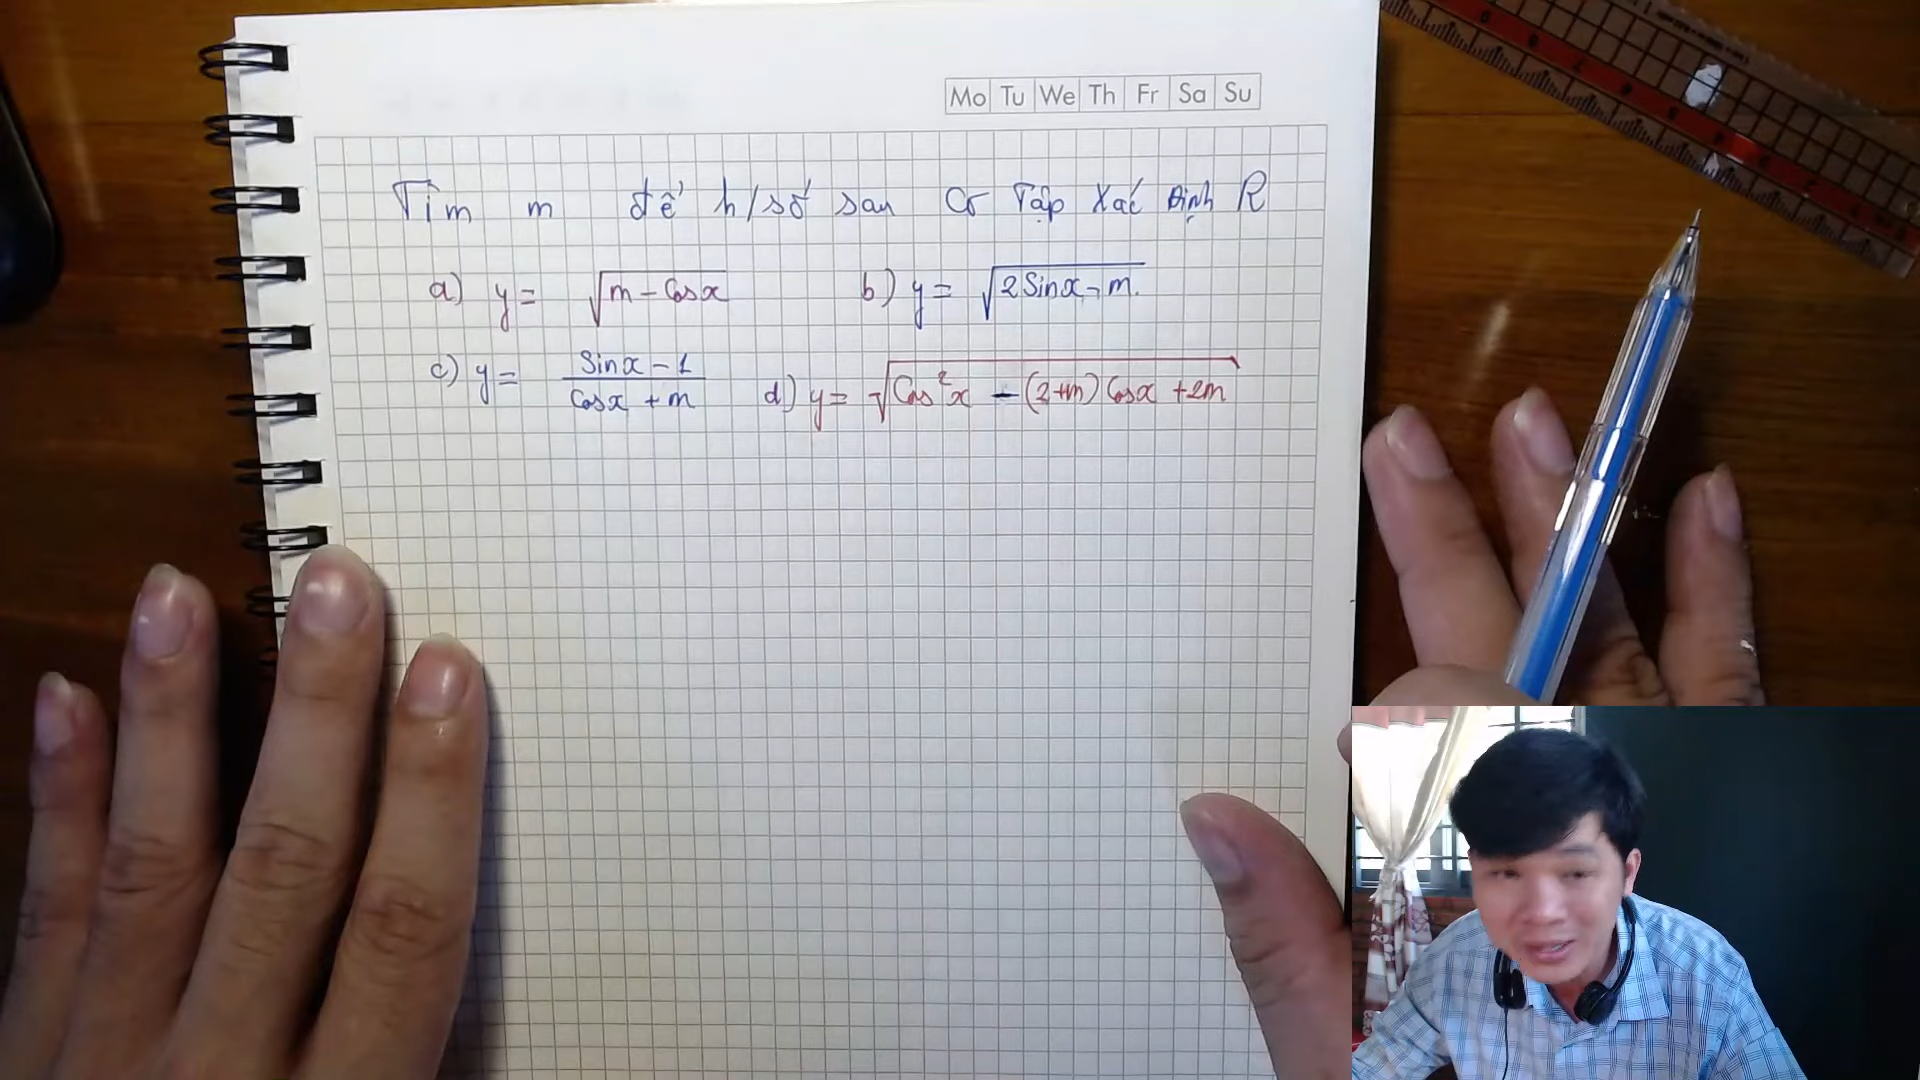 Mo Tu We Th Fr Sa Su
Tìm m để h/số sau có Tập Xác Định R
a) y = √(m - Cosx) b) y = √(2Sinx - m).
c) y = (Sinx - 1)/(Cosx + m) d) y = √(Cos²x - (2+m)Cosx + 2m)